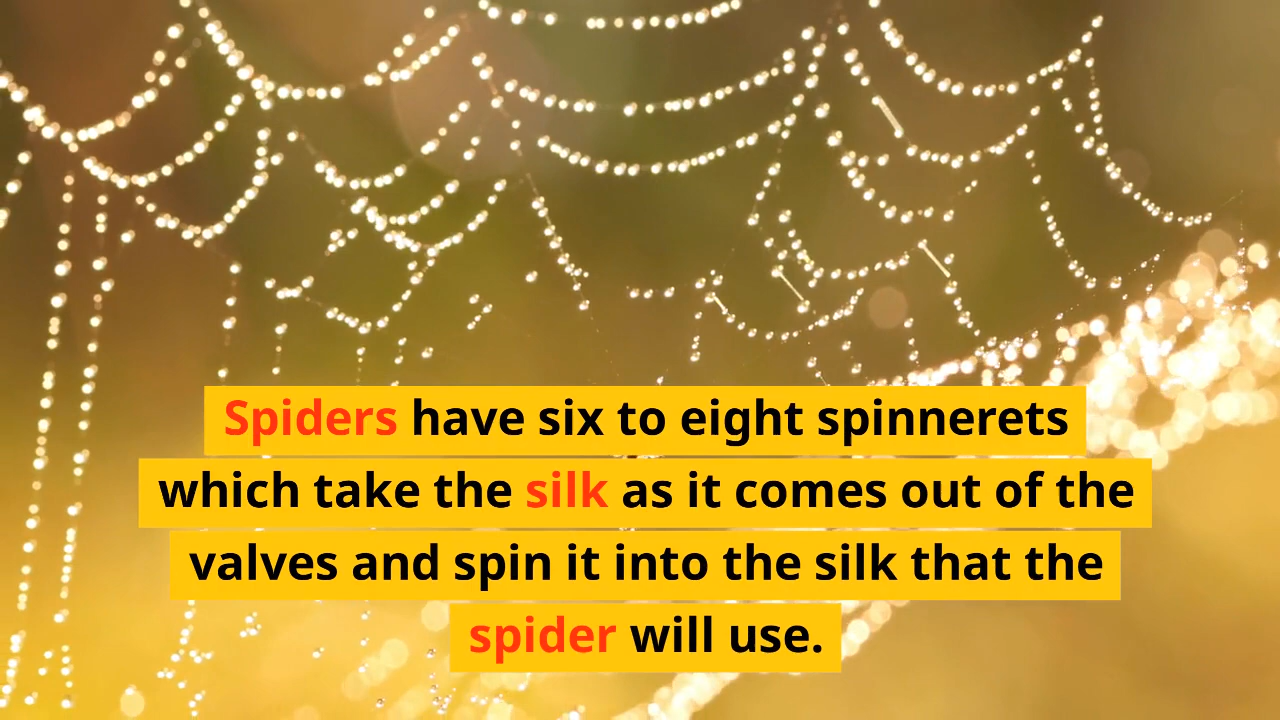 Spiders have six to eight spinnerets
which take the silk as it comes out of the
valves and spin it into the silk that the
spider will use.